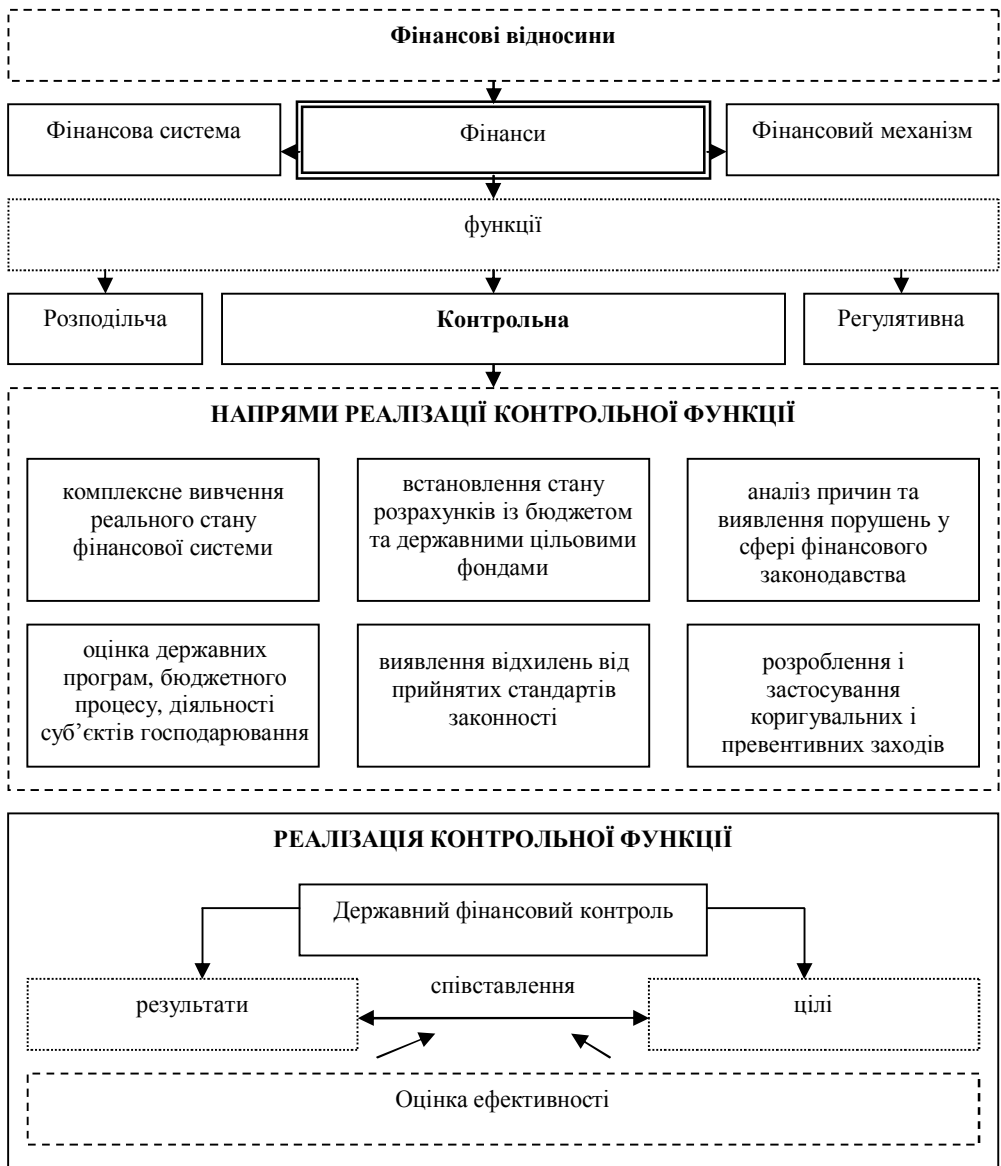 Фінансові відносини
Фінансова система
Фінанси
Фінансовий механізм
функції
Розподільча
Контрольна
Регулятивна
НАПРЯМИ РЕАЛІЗАЦІЇ КОНТРОЛЬНОЇ ФУНКЦІЇ
комплексне вивчення
реального стану
фінансової системи
встановлення стану
розрахунків із бюджетом
та державними цільовими
фондами
аналіз причин та
виявлення порушень у
сфері фінансового
законодавства
оцінка державних
програм, бюджетного
процесу, діяльності
суб’єктів господарювання
виявлення відхилень від
прийнятих стандартів
законності
розроблення і
застосування
коригувальних і
превентивних заходів
РЕАЛІЗАЦІЯ КОНТРОЛЬНОЇ ФУНКЦІЇ
Державний фінансовий контроль
результати
співставлення
цілі
Оцінка ефективності